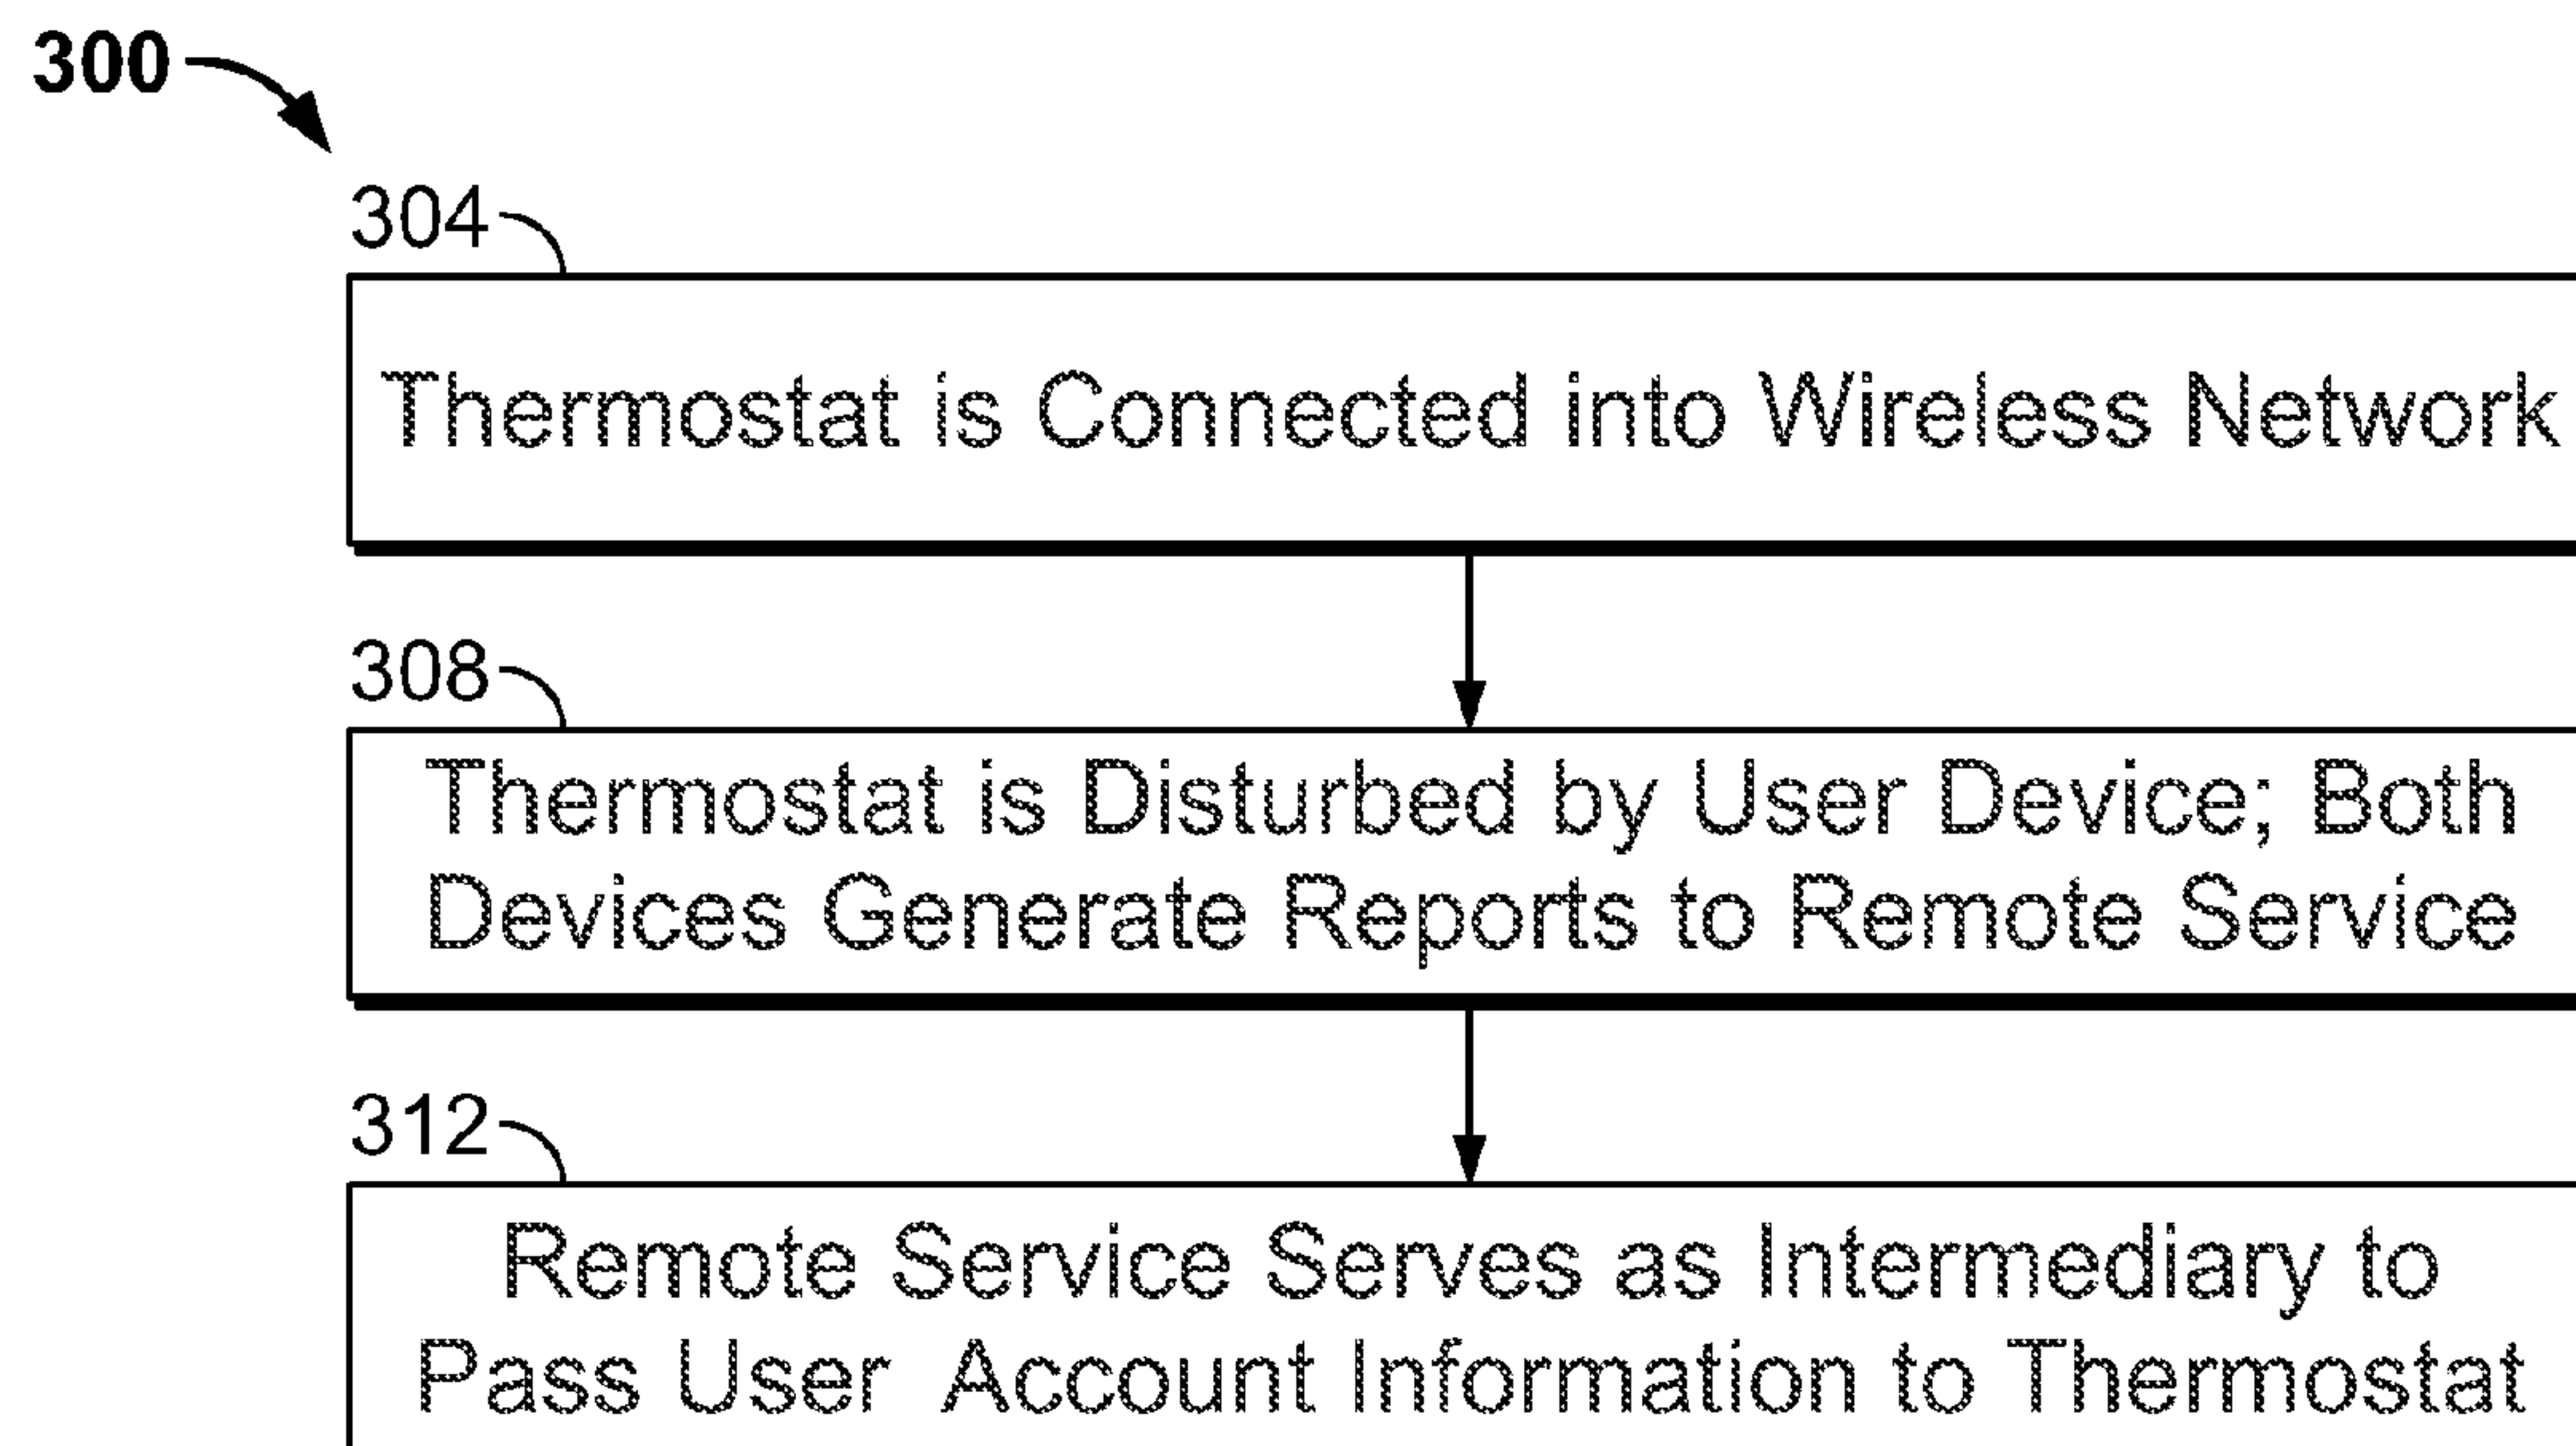 300
304
Thermostat is Connected into Wireless Network
308
Thermostat is Disturbed by User Device; Both
Devices Generate Reports to Remote Service
312
Remote Service Serves as Intermediary to
Pass User Account Information to Thermostat